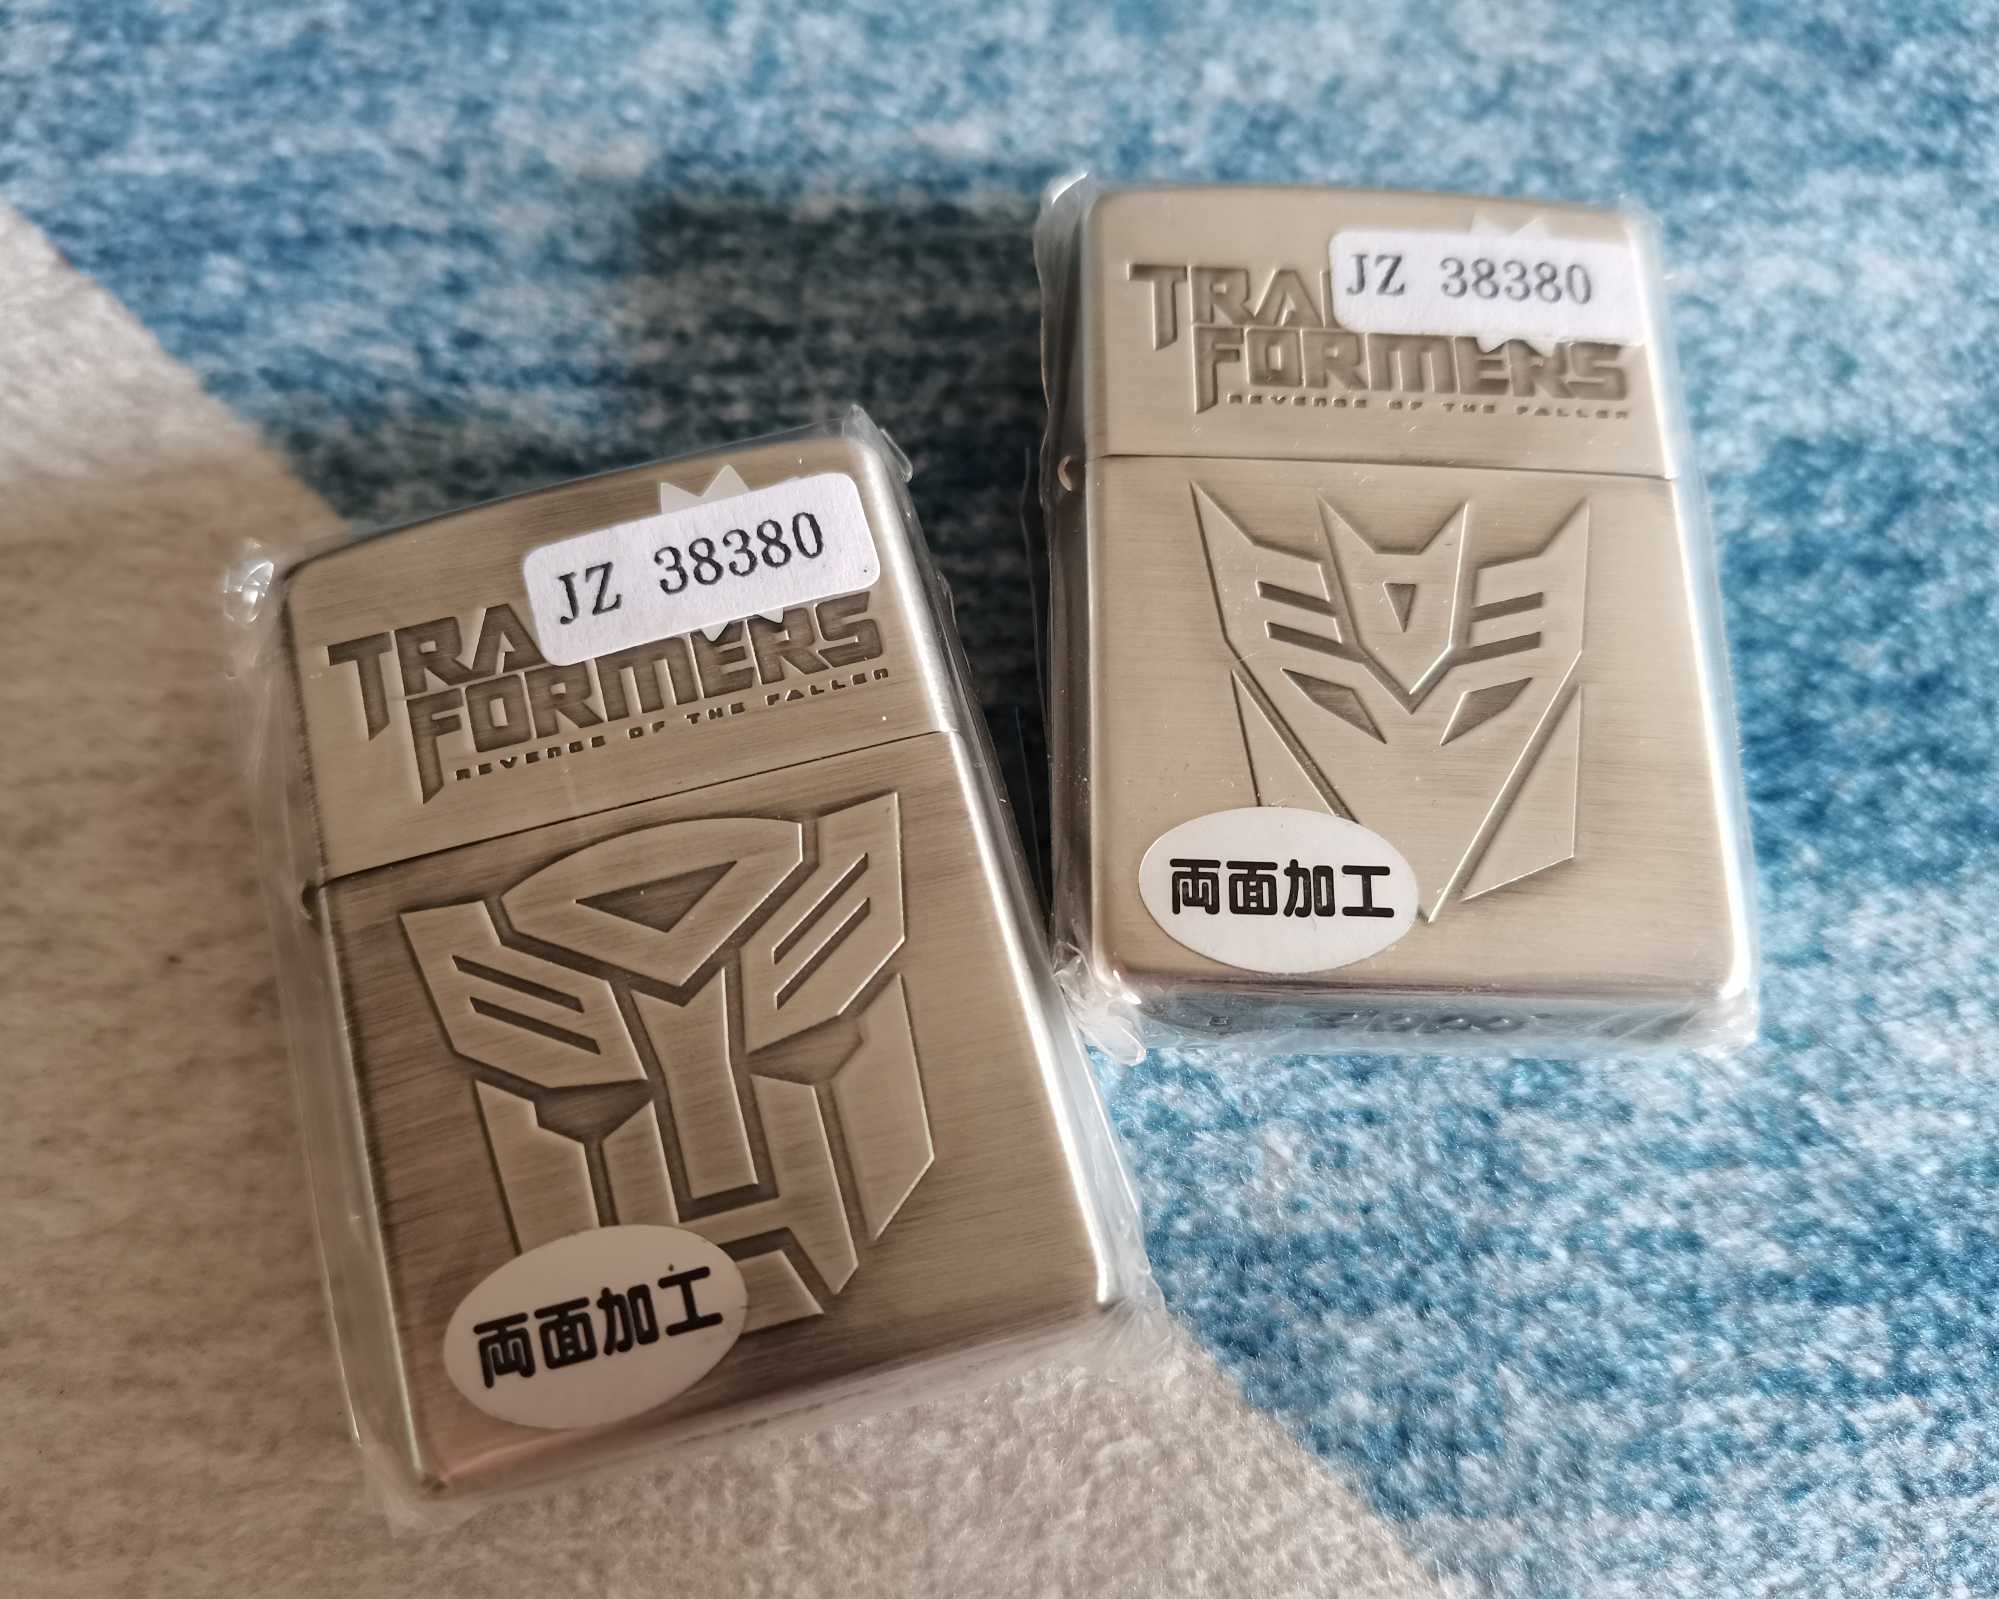 JZ 38380
TRA
FORMERS
REVENGE OF THE FALLEN
両面加工
JZ 38380
TRA
FORMERS
REVENGE OF THE FALLEN
両面加工